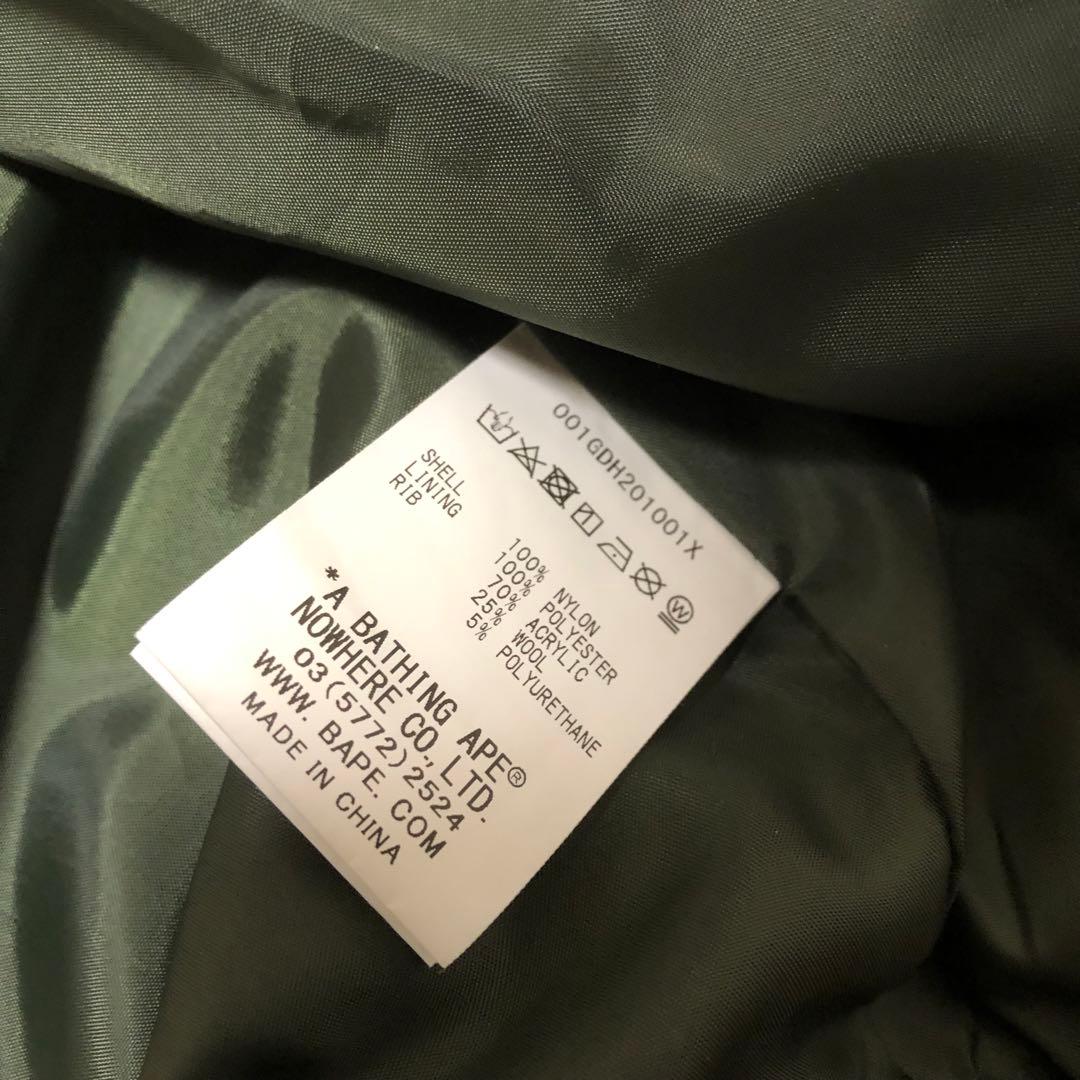 001GDH201001X
W
SHELL 100% NYLON
LINING 100% POLYESTER
RIB 70% ACRYLIC
25% WOOL
5% POLYURETHANE
*A BATHING APE®
NOWHERE CO., LTD.
03(5772)2524
WWW. BAPE. COM
MADE IN CHINA